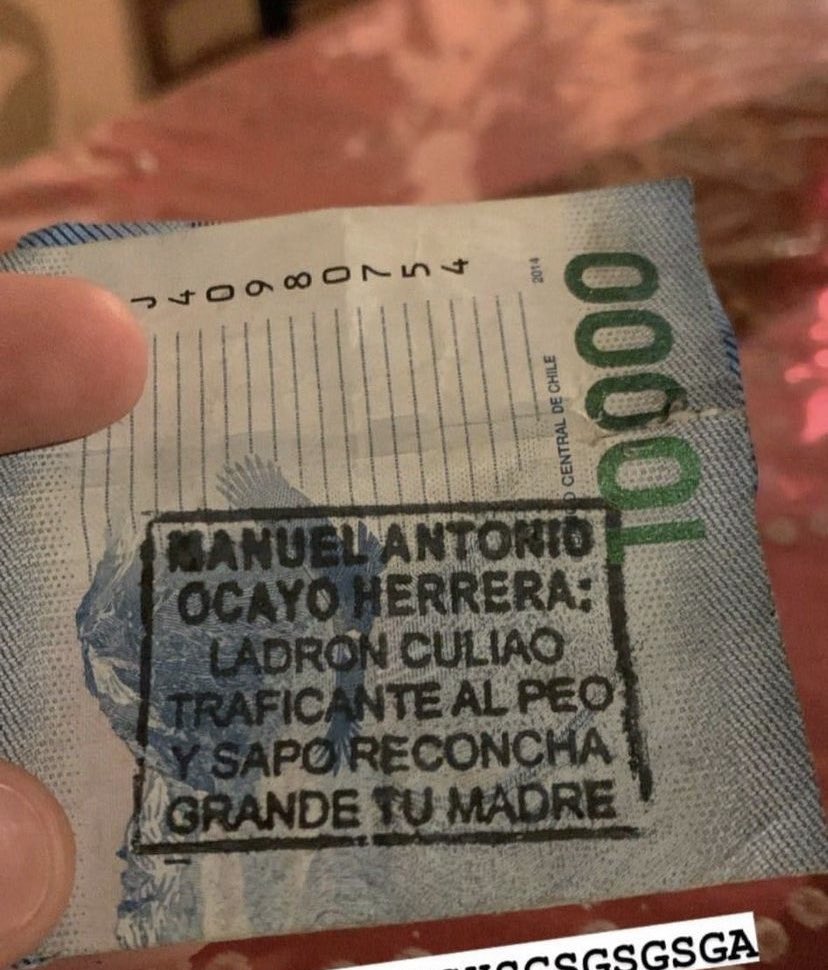 J40980754
2014
CENTRAL DE CHILE
10000
MANUEL ANTONIO
OCAYO HERRERA:
LADRON CULIAO
TRAFICANTE AL PEO
Y SAPO RECONCHA
GRANDE TU MADRE